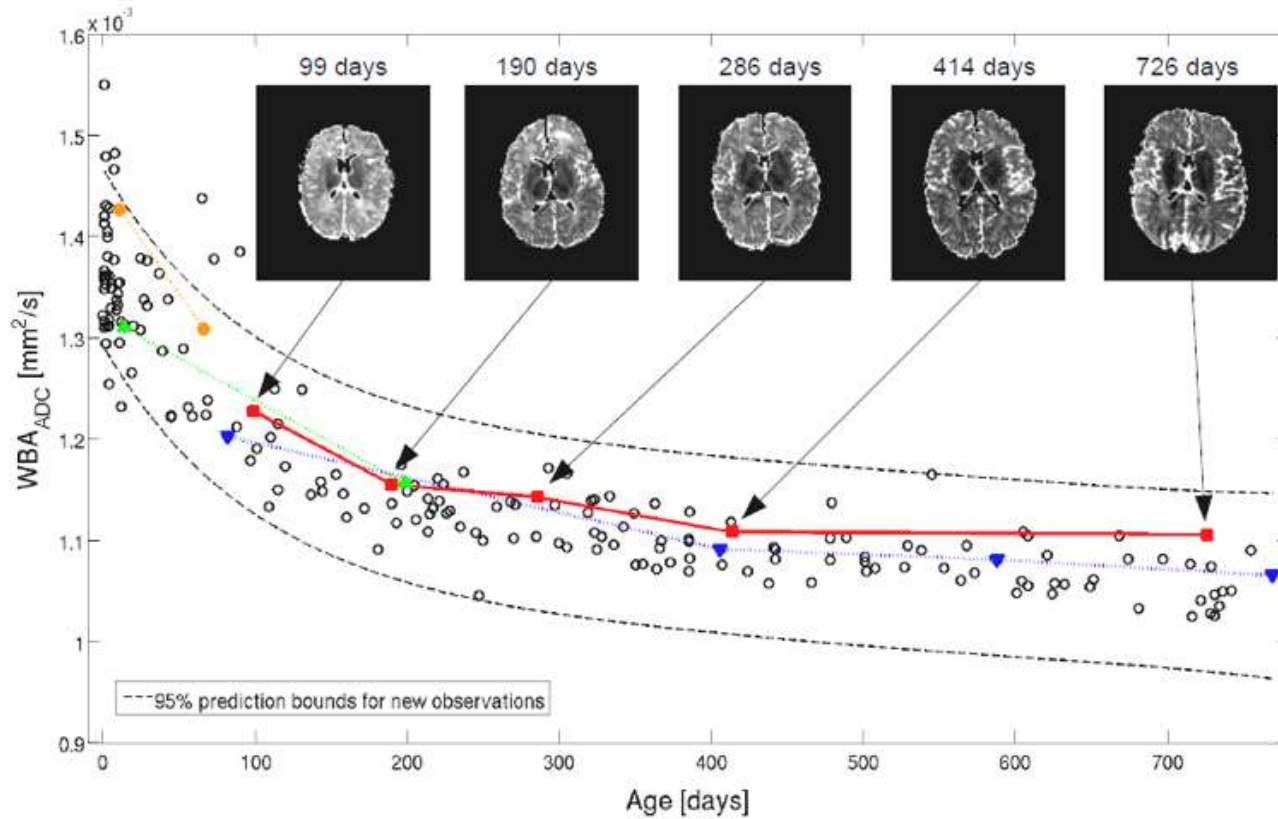 x 10⁻³
1.6
1.5
1.4
1.3
1.2
1.1
1
0.9
WBA_ADC [mm²/s]
99 days
190 days
286 days
414 days
726 days
95% prediction bounds for new observations
0
100
200
300
400
500
600
700
Age [days]